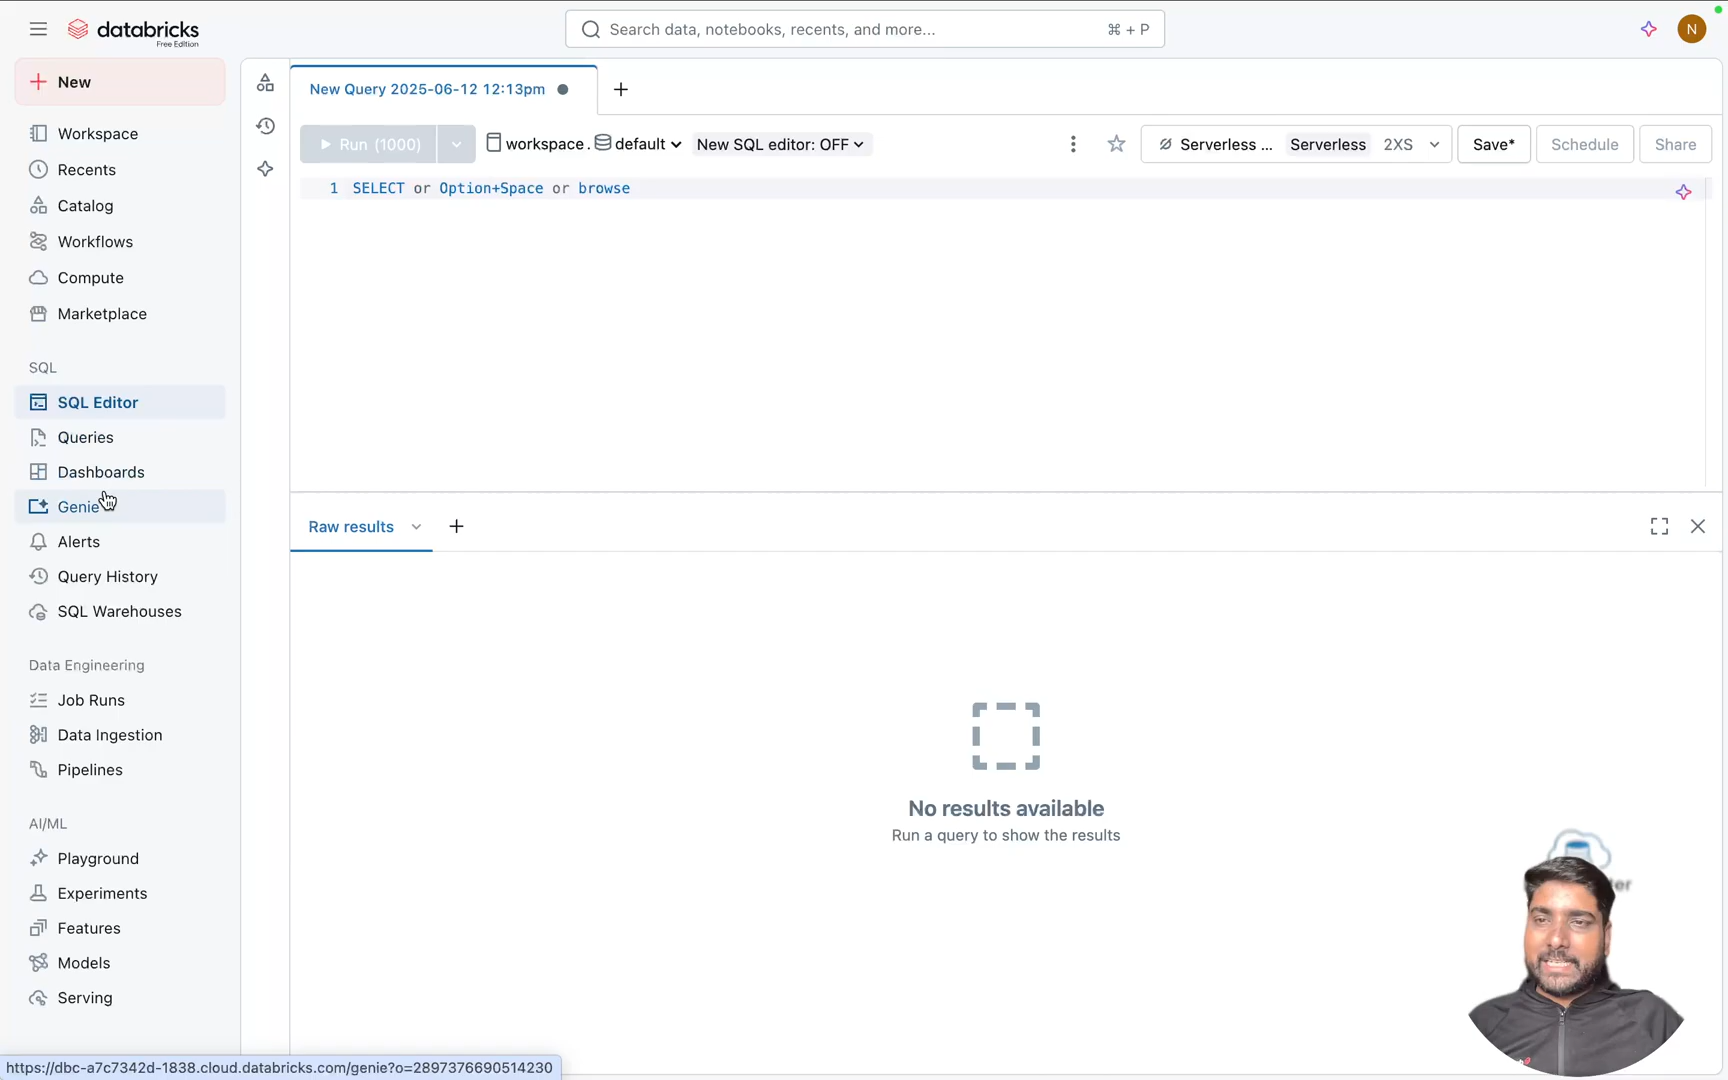 databricks
Free Edition
Search data, notebooks, recents, and more...
⌘ + P
N
New
Workspace
Recents
Catalog
Workflows
Compute
Marketplace
SQL
SQL Editor
Queries
Dashboards
Genie
Alerts
Query History
SQL Warehouses
Data Engineering
Job Runs
Data Ingestion
Pipelines
AI/ML
Playground
Experiments
Features
Models
Serving
New Query 2025-06-12 12:13pm
Run (1000)
workspace . default
New SQL editor: OFF
Serverless ... Serverless 2XS
Save*
Schedule
Share
1 SELECT or Option+Space or browse
Raw results
No results available
Run a query to show the results
https://dbc-a7c7342d-1838.cloud.databricks.com/genie?o=2897376690514230